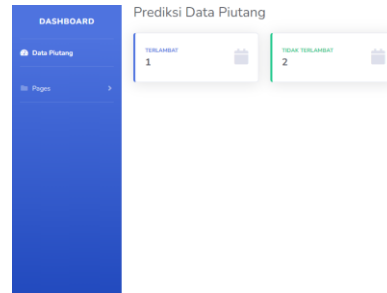 DASHBOARD
Data Piutang
Pages
Prediksi Data Piutang
TERLAMBAT
1
TIDAK TERLAMBAT
2